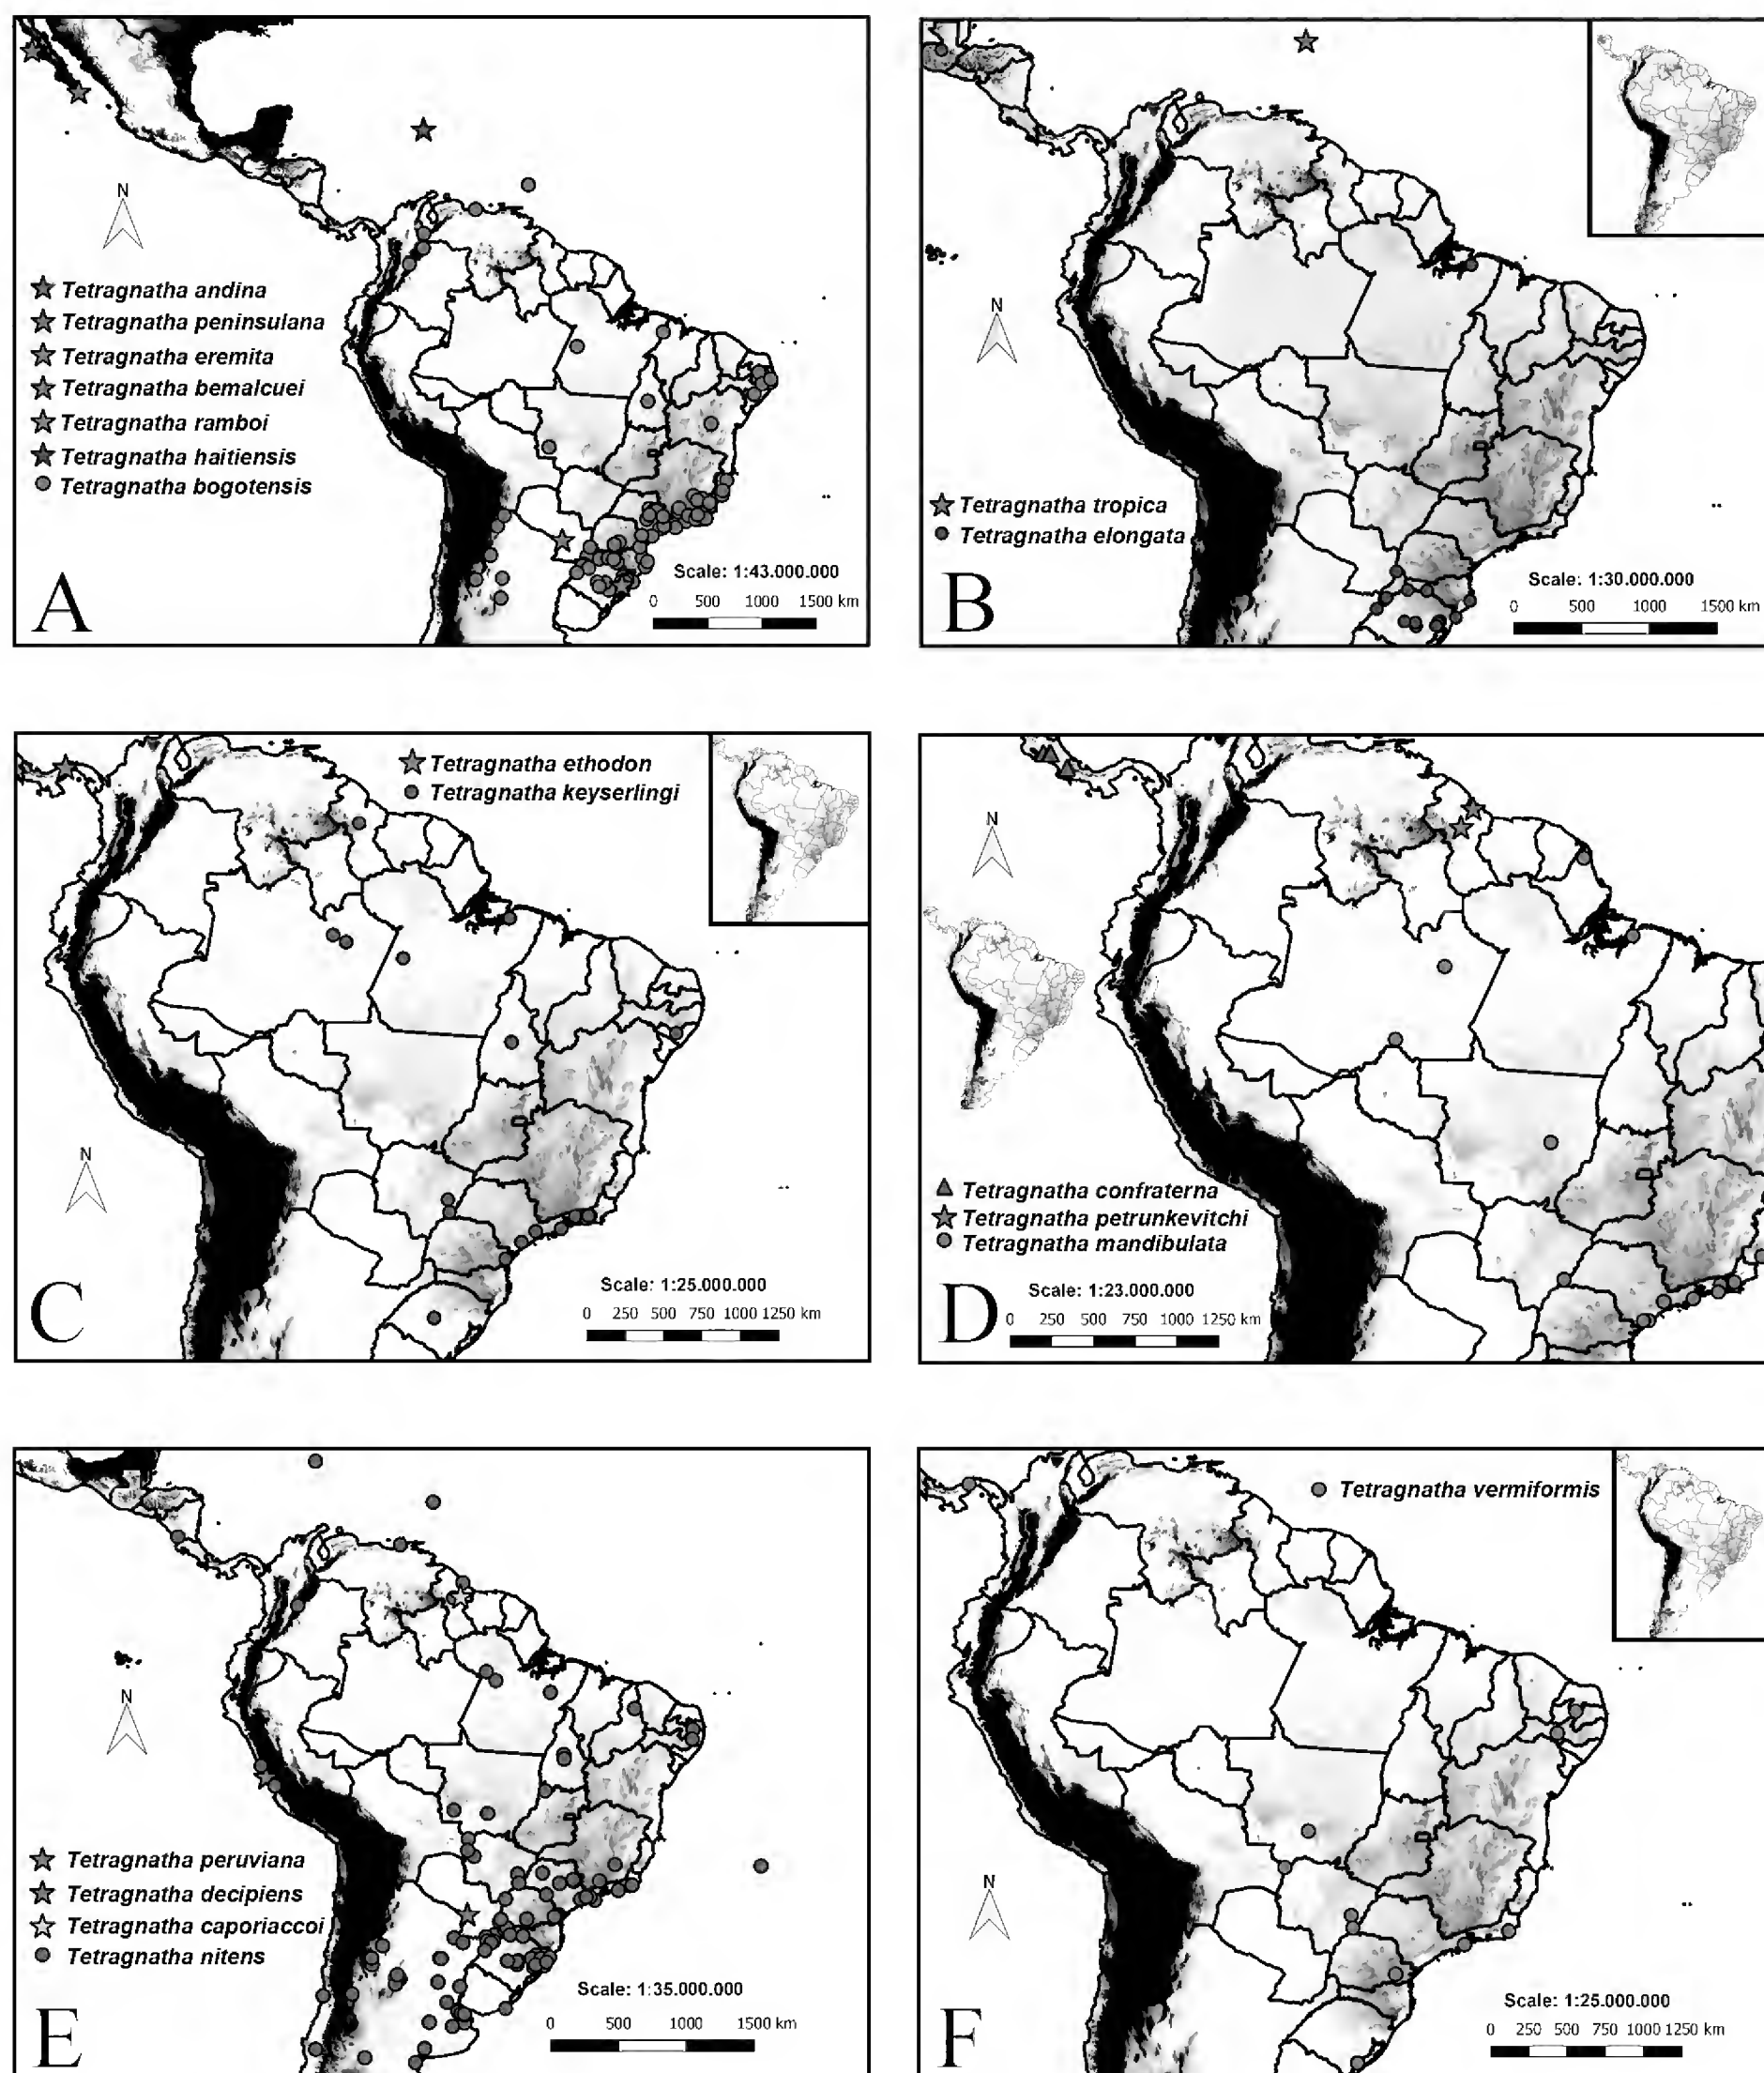 N
Tetragnatha andina
Tetragnatha peninsulana
Tetragnatha eremita
Tetragnatha bemalcuei
Tetragnatha ramboi
Tetragnatha haitiensis
Tetragnatha bogotensis
Scale: 1:43.000.000
0 500 1000 1500 km
A
N
Tetragnatha tropica
Tetragnatha elongata
Scale: 1:30.000.000
0 500 1000 1500 km
B
Tetragnatha ethodon
Tetragnatha keyserlingi
N
Scale: 1:25.000.000
0 250 500 750 1000 1250 km
C
N
Tetragnatha confraterna
Tetragnatha petrunkevitchi
Tetragnatha mandibulata
Scale: 1:23.000.000
0 250 500 750 1000 1250 km
D
N
Tetragnatha peruviana
Tetragnatha decipiens
Tetragnatha caporiaccoi
Tetragnatha nitens
Scale: 1:35.000.000
0 500 1000 1500 km
E
Tetragnatha vermiformis
N
Scale: 1:25.000.000
0 250 500 750 1000 1250 km
F